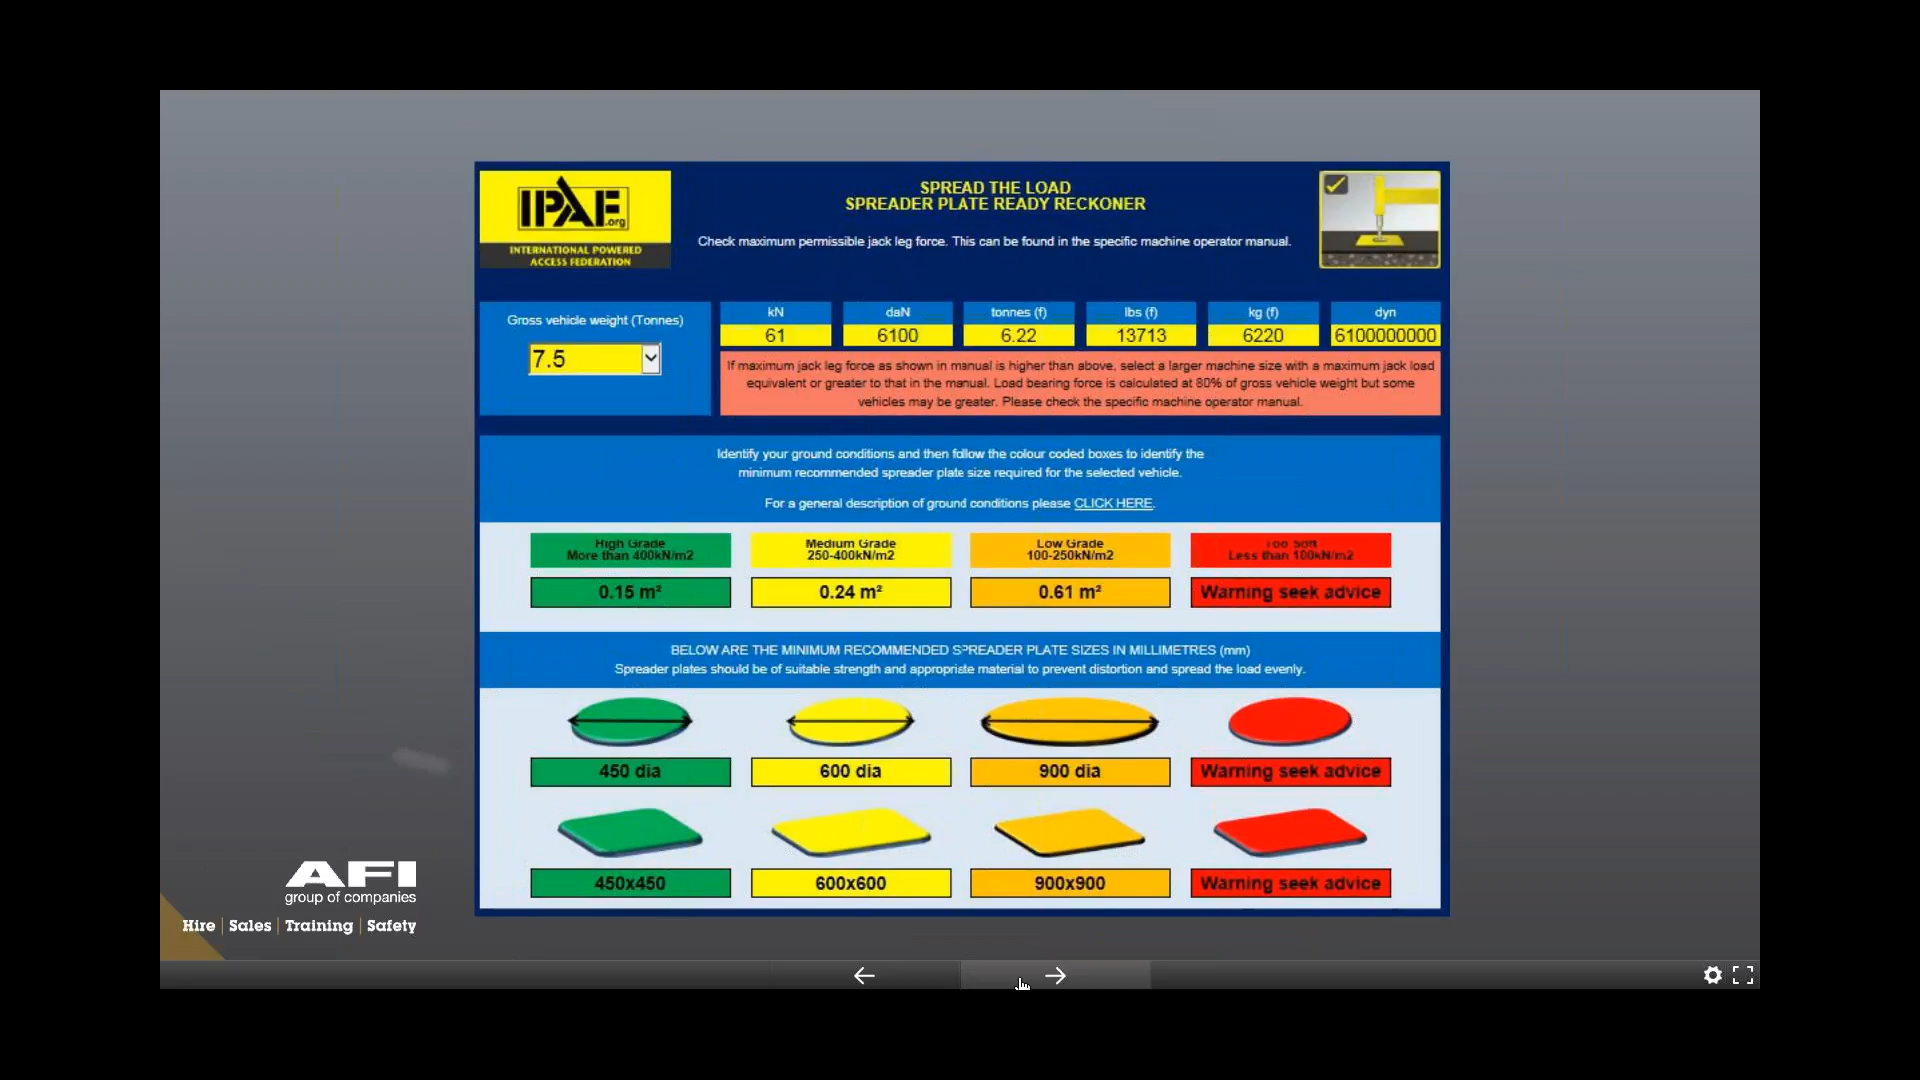 IPAF.org
INTERNATIONAL POWERED
ACCESS FEDERATION
SPREAD THE LOAD
SPREADER PLATE READY RECKONER
Check maximum permissible jack leg force. This can be found in the specific machine operator manual.
Gross vehicle weight (Tonnes)
7.5
kN daN tonnes (f) lbs (f) kg (f) dyn
61 6100 6.22 13713 6220 6100000000
If maximum jack leg force as shown in manual is higher than above, select a larger machine size with a maximum jack load
equivalent or greater to that in the manual. Load bearing force is calculated at 80% of gross vehicle weight but some
vehicles may be greater. Please check the specific machine operator manual.
Identify your ground conditions and then follow the colour coded boxes to identify the
minimum recommended spreader plate size required for the selected vehicle.
For a general description of ground conditions please CLICK HERE.
High Grade Medium Grade Low Grade Too Soft
More than 400kN/m2 250-400kN/m2 100-250kN/m2 Less than 100kN/m2
0.15 m² 0.24 m² 0.61 m² Warning seek advice
BELOW ARE THE MINIMUM RECOMMENDED SPREADER PLATE SIZES IN MILLIMETRES (mm)
Spreader plates should be of suitable strength and appropriate material to prevent distortion and spread the load evenly.
450 dia 600 dia 900 dia Warning seek advice
450x450 600x600 900x900 Warning seek advice
AFI
group of companies
Hire | Sales | Training | Safety